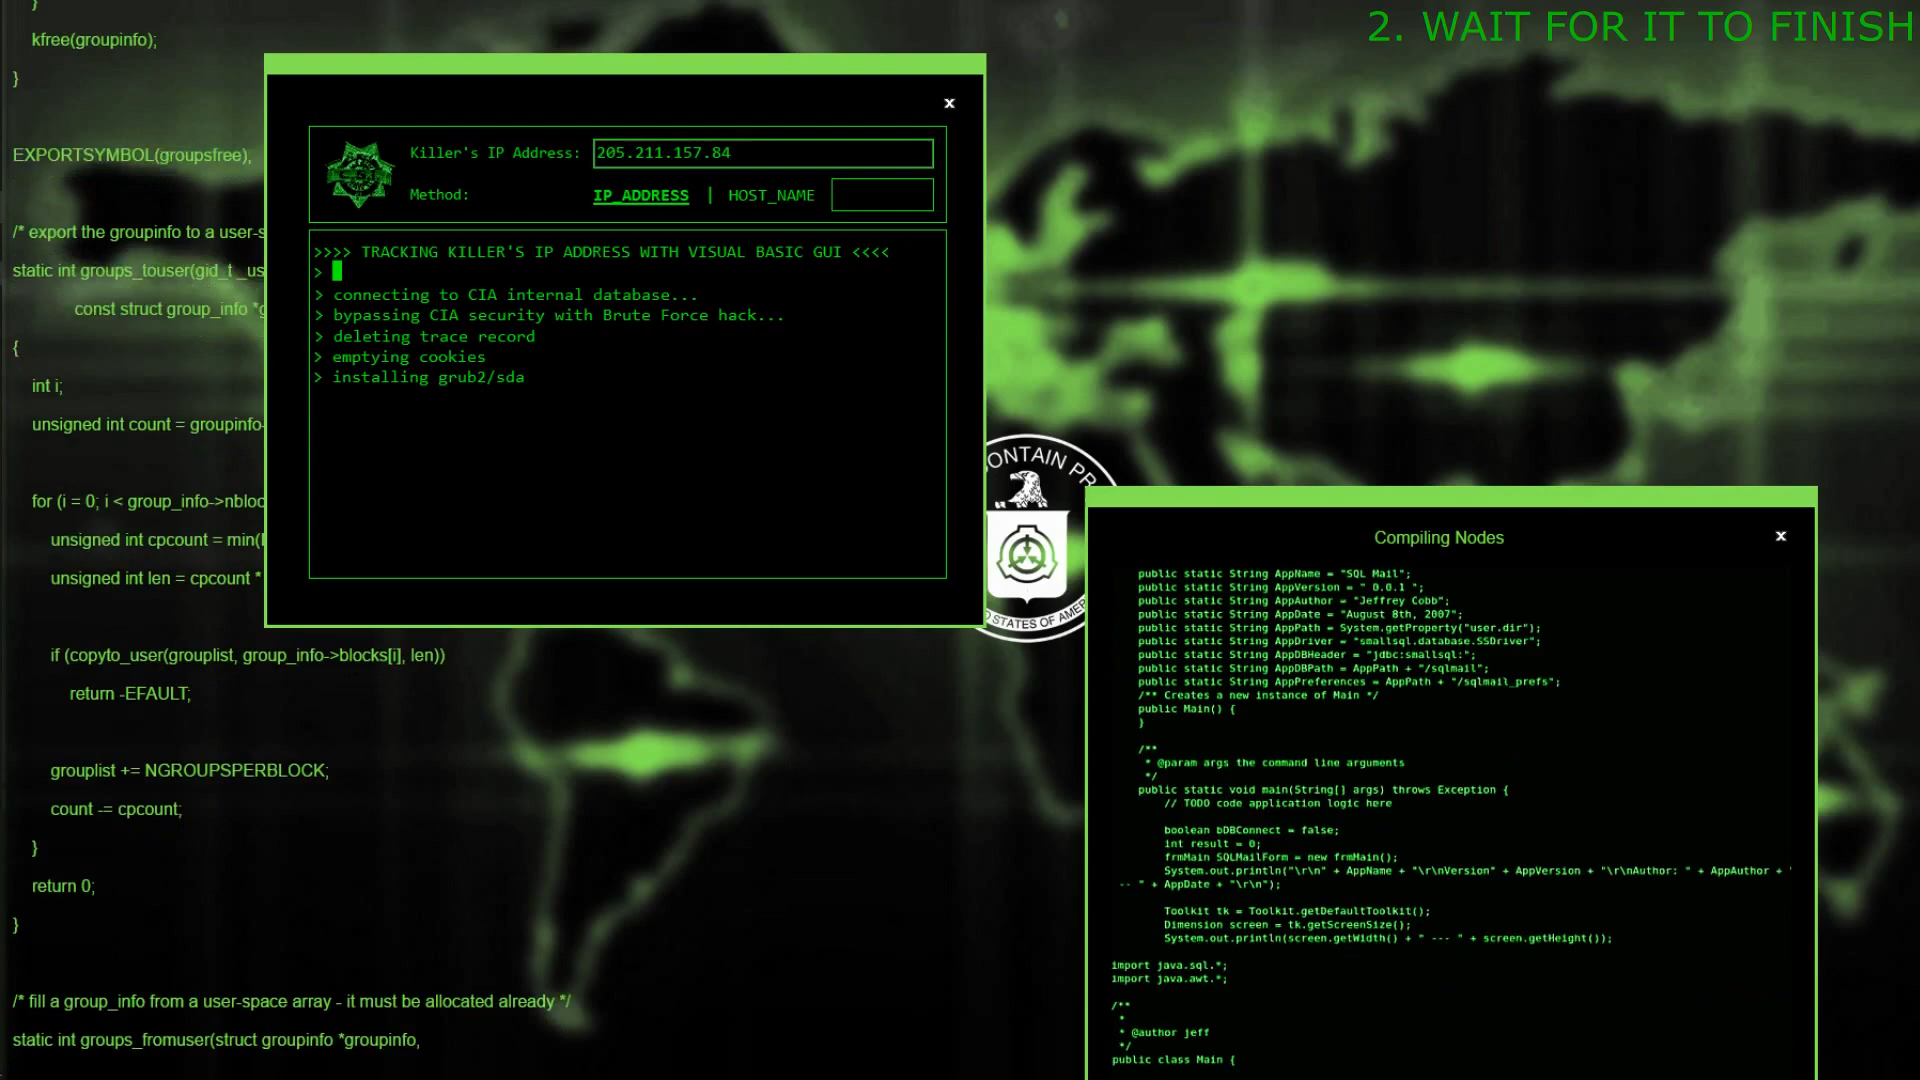 }
kfree(groupinfo);
}
EXPORTSYMBOL(groupsfree),
/* export the groupinfo to a user-s
static int groups_touser(gid_t _us
const struct group_info *g
{
int i;
unsigned int count = groupinfo-
for (i = 0; i < group_info->nbloc
unsigned int cpcount = min(
unsigned int len = cpcount *
if (copyto_user(grouplist, group_info->blocks[i], len))
return -EFAULT;
grouplist += NGROUPSPERBLOCK;
count -= cpcount;
}
return 0;
}
/* fill a group_info from a user-space array - it must be allocated already */
static int groups_fromuser(struct groupinfo *groupinfo,
2. WAIT FOR IT TO FINISH
x
Killer's IP Address: 205.211.157.84
Method: IP_ADDRESS | HOST_NAME
>>>> TRACKING KILLER'S IP ADDRESS WITH VISUAL BASIC GUI <<<<
>
> connecting to CIA internal database...
> bypassing CIA security with Brute Force hack...
> deleting trace record
> emptying cookies
> installing grub2/sda
ONTAIN PR
STATES OF AMER
Compiling Nodes x
public static String AppName = "SQL Mail";
public static String AppVersion = " 0.0.1 ";
public static String AppAuthor = "Jeffrey Cobb";
public static String AppDate = "August 8th, 2007";
public static String AppPath = System.getProperty("user.dir");
public static String AppDriver = "smallsql.database.SSDriver";
public static String AppDBHeader = "jdbc:smallsql:";
public static String AppDBPath = AppPath + "/sqlmail";
public static String AppPreferences = AppPath + "/sqlmail_prefs";
/** Creates a new instance of Main */
public Main() {
}
/**
* @param args the command line arguments
*/
public static void main(String[] args) throws Exception {
// TODO code application logic here
boolean bDBConnect = false;
int result = 0;
frmMain SQLMailForm = new frmMain();
System.out.println("\r\n" + AppName + "\r\nVersion" + AppVersion + "\r\nAuthor: " + AppAuthor + "
-- " + AppDate + "\r\n");
Toolkit tk = Toolkit.getDefaultToolkit();
Dimension screen = tk.getScreenSize();
System.out.println(screen.getWidth() + " --- " + screen.getHeight());
import java.sql.*;
import java.awt.*;
/**
*
* @author jeff
*/
public class Main {